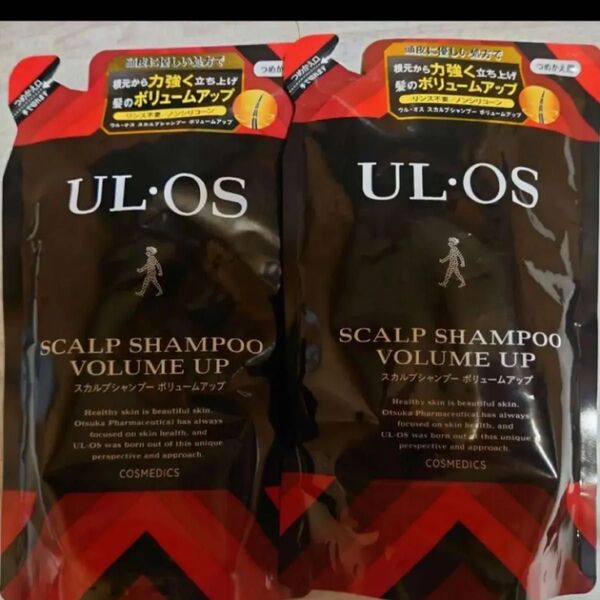 頭皮に優しい処方で
つめかえ用
根元から力強く立ち上げ
髪のボリュームアップ
リンス不要/ノンシリコーン
ウル・オス スカルプシャンプー ボリュームアップ
UL·OS
SCALP SHAMPOO
VOLUME UP
スカルプシャンプー ボリュームアップ
Healthy skin is beautiful skin.
Otsuka Pharmaceutical has always
focused on skin health, and
UL·OS was born out of this unique
perspective and approach.
COSMEDICS
頭皮に優しい処方で
つめかえ用
根元から力強く立ち上げ
髪のボリュームアップ
リンス不要/ノンシリコーン
ウル・オス スカルプシャンプー ボリュームアップ
UL·OS
SCALP SHAMPOO
VOLUME UP
スカルプシャンプー ボリュームアップ
Healthy skin is beautiful skin.
Otsuka Pharmaceutical has always
focused on skin health, and
UL·OS was born out of this unique
perspective and approach.
COSMEDICS